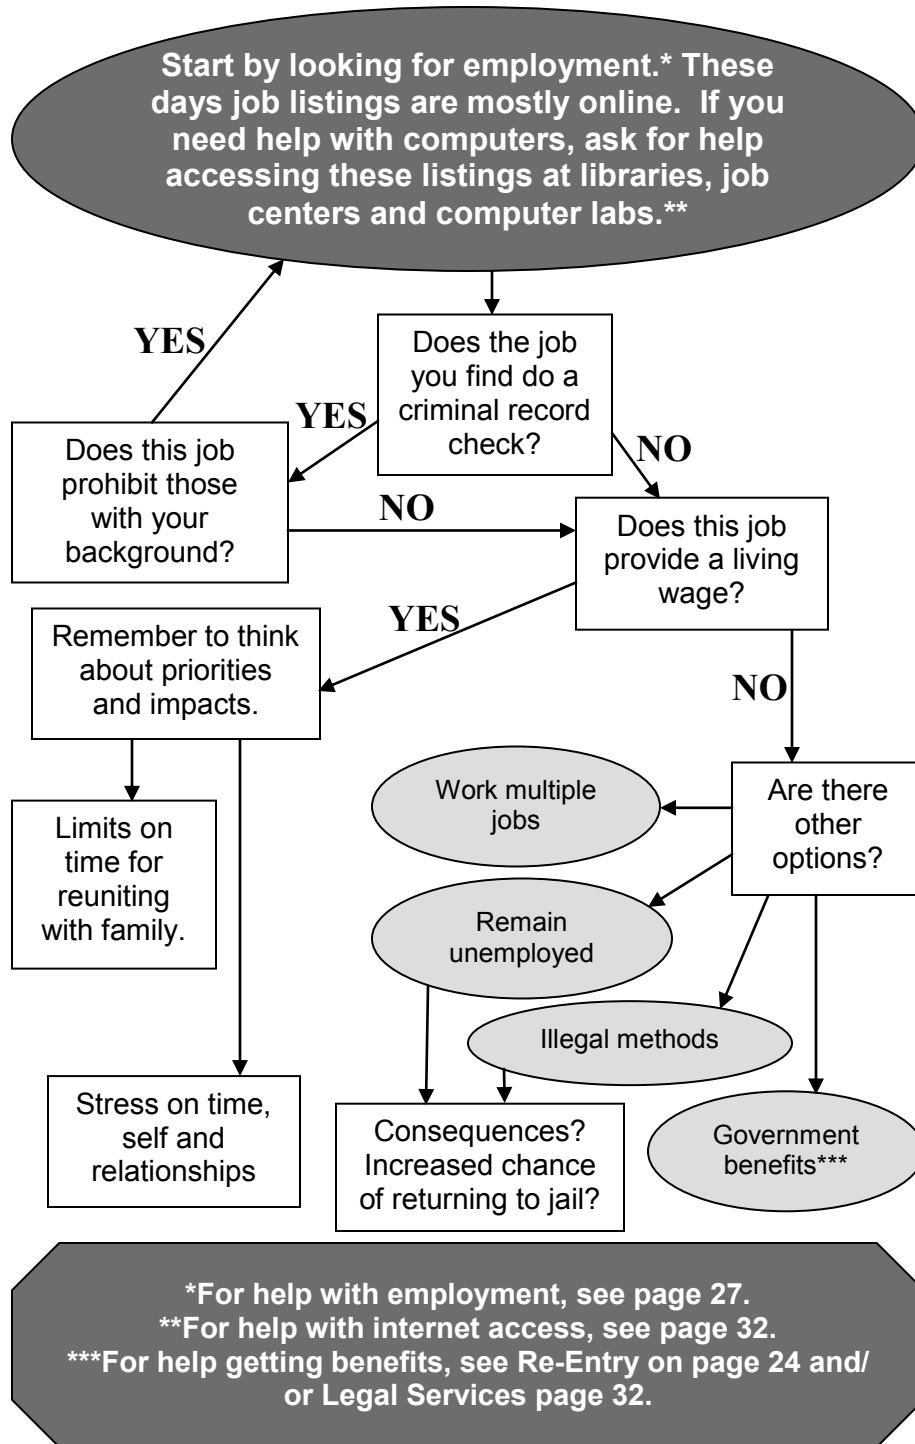 Start by looking for employment.* These
days job listings are mostly online.  If you
need help with computers, ask for help
accessing these listings at libraries, job
centers and computer labs.**
YES
Does the job
you find do a
criminal record
check?
YES
NO
Does this job
prohibit those
with your
background?
NO
Does this job
provide a living
wage?
YES
Remember to think
about priorities
and impacts.
NO
Work multiple
jobs
Are there
other
options?
Limits on
time for
reuniting
with family.
Remain
unemployed
Illegal methods
Stress on time,
self and
relationships
Consequences?
Increased chance
of returning to jail?
Government
benefits***
*For help with employment, see page 27.
**For help with internet access, see page 32.
***For help getting benefits, see Re-Entry on page 24 and/
or Legal Services page 32.